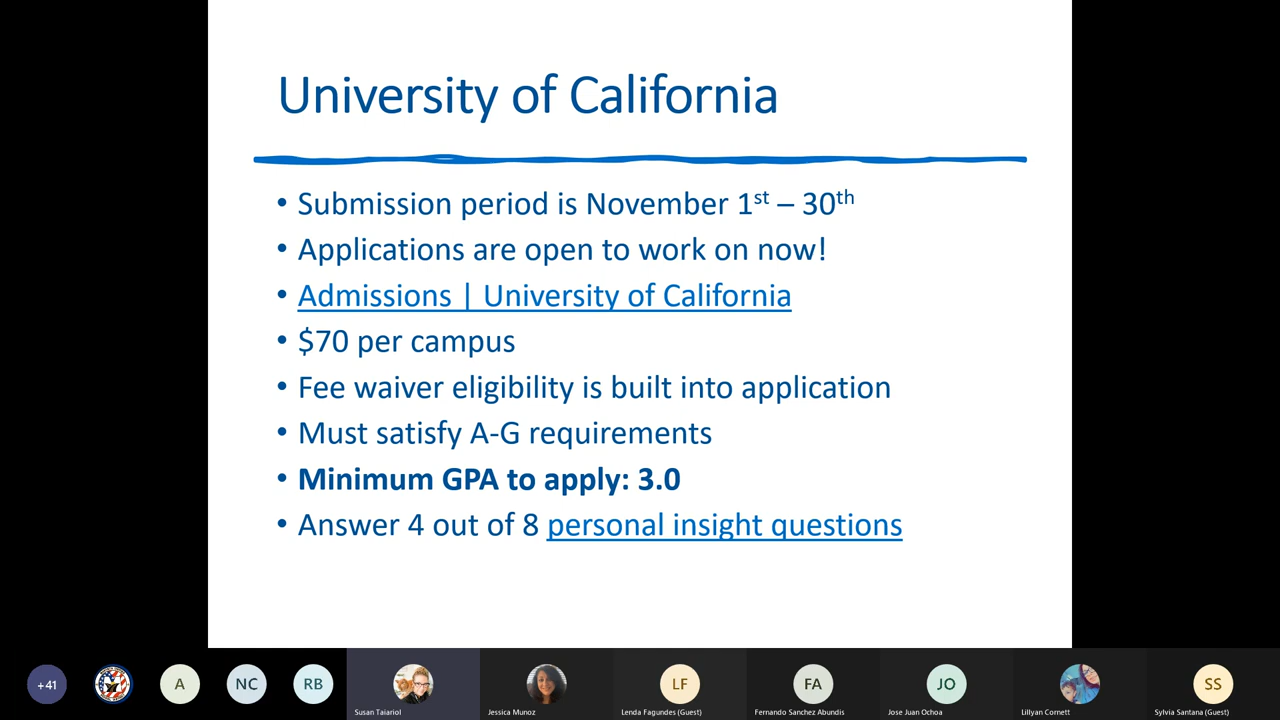 University of California
• Submission period is November 1st – 30th
• Applications are open to work on now!
• Admissions | University of California
• $70 per campus
• Fee waiver eligibility is built into application
• Must satisfy A-G requirements
• Minimum GPA to apply: 3.0
• Answer 4 out of 8 personal insight questions
+41
A
NC
RB
LF
FA
JO
SS
Susan Taiariol
Jessica Munoz
Lenda Fagundes (Guest)
Fernando Sanchez Abundis
Jose Juan Ochoa
Lillyan Cornett
Sylvia Santana (Guest)